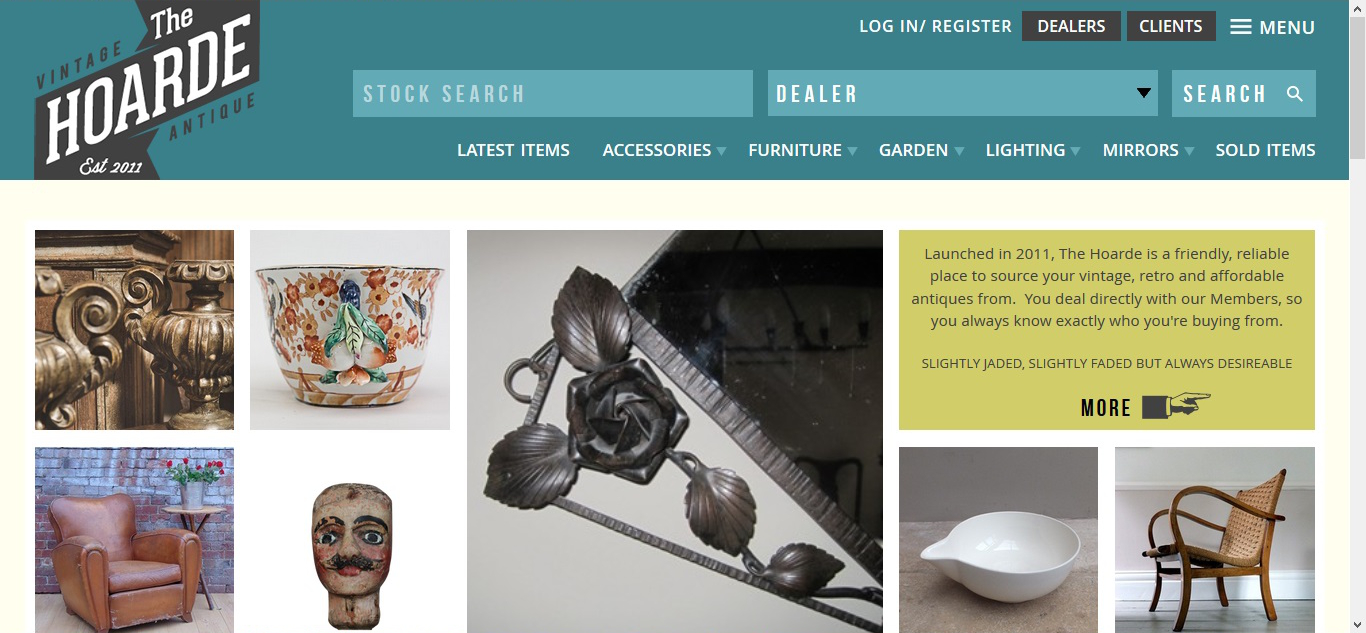 The
VINTAGE
HOARDE
ANTIQUE
Est 2011
LOG IN/ REGISTER
DEALERS
CLIENTS
MENU
STOCK SEARCH
DEALER
SEARCH
LATEST ITEMS
ACCESSORIES
FURNITURE
GARDEN
LIGHTING
MIRRORS
SOLD ITEMS
Launched in 2011, The Hoarde is a friendly, reliable
place to source your vintage, retro and affordable
antiques from.  You deal directly with our Members, so
you always know exactly who you're buying from.
SLIGHTLY JADED, SLIGHTLY FADED BUT ALWAYS DESIREABLE
MORE